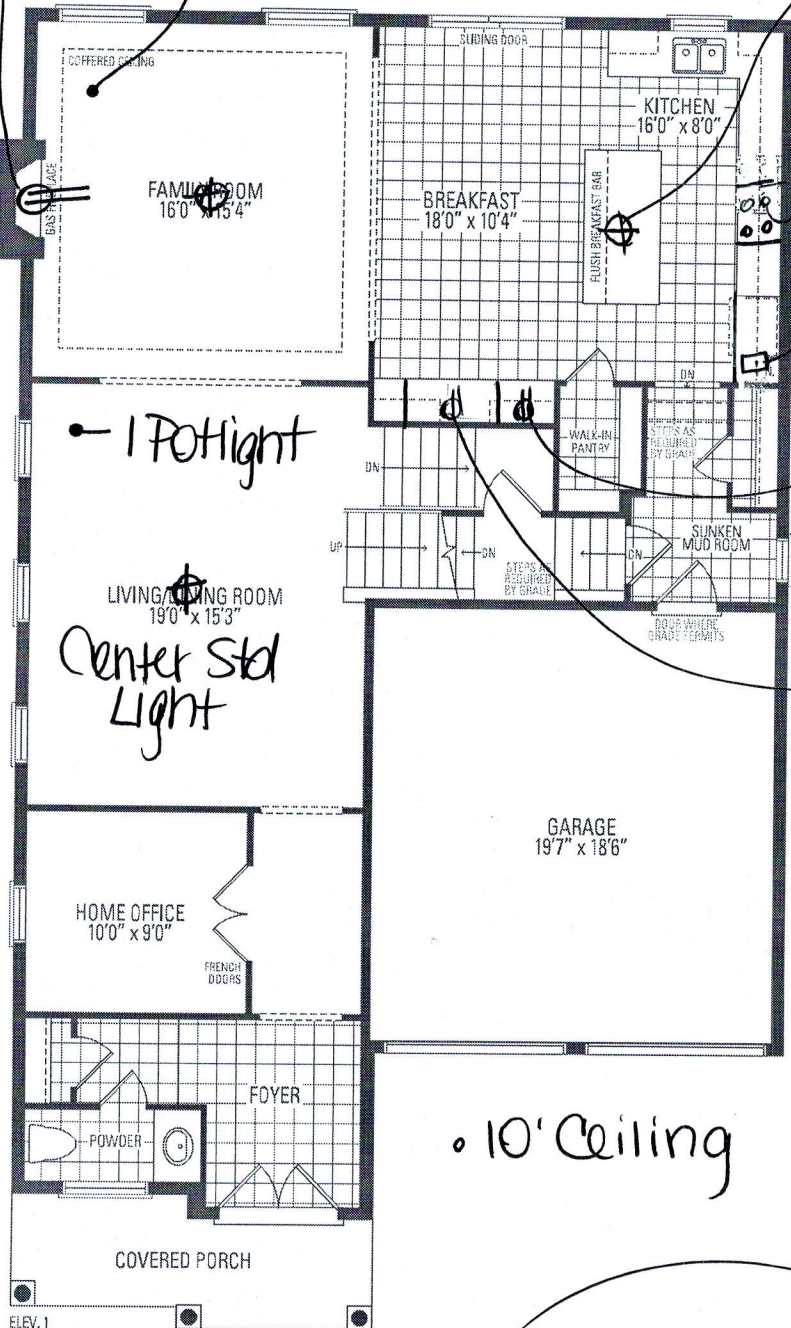 SLIDING DOOR
COFFERED CEILING
KITCHEN
16'0" x 8'0"
GAS FIREPLACE
FAMILY ROOM
16'0" x 15'4"
BREAKFAST
18'0" x 10'4"
FLUSH BREAKFAST BAR
DN
1 Potlight
WALK-IN
PANTRY
STEPS AS
REQUIRED
BY GRADE
DN
SUNKEN
MUD ROOM
UP
DN
DN
STEPS AS
REQUIRED
BY GRADE
LIVING/DINING ROOM
19'0" x 15'3"
DOOR WHERE
GRADE PERMITS
Center Std
Light
GARAGE
19'7" x 18'6"
HOME OFFICE
10'0" x 9'0"
FRENCH
DOORS
FOYER
POWDER
• 10' Ceiling
COVERED PORCH
ELEV. 1